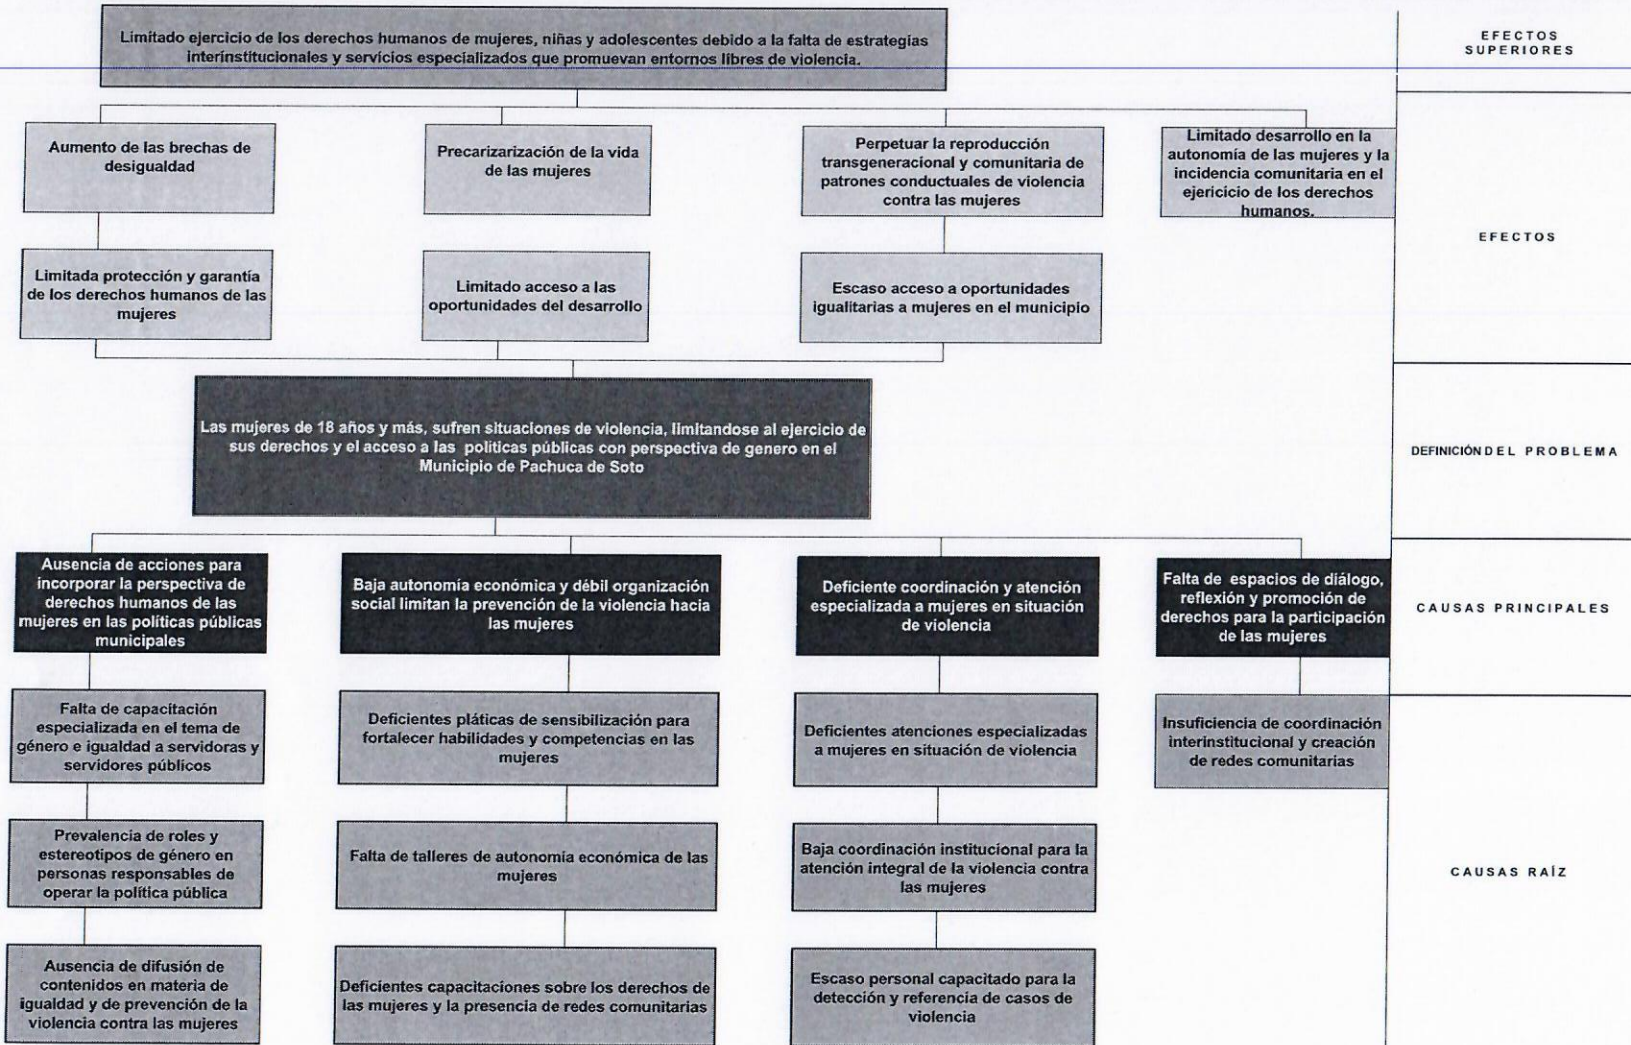 Limitado ejercicio de los derechos humanos de mujeres, niñas y adolescentes debido a la falta de estrategias
interinstitucionales y servicios especializados que promuevan entornos libres de violencia.
EFECTOS
SUPERIORES
Aumento de las brechas de
desigualdad
Precarizarización de la vida
de las mujeres
Perpetuar la reproducción
transgeneracional y comunitaria de
patrones conductuales de violencia
contra las mujeres
Limitado desarrollo en la
autonomía de las mujeres y la
incidencia comunitaria en el
ejericicio de los derechos
humanos.
EFECTOS
Limitada protección y garantía
de los derechos humanos de las
mujeres
Limitado acceso a las
oportunidades del desarrollo
Escaso acceso a oportunidades
igualitarias a mujeres en el municipio
Las mujeres de 18 años y más, sufren situaciones de violencia, limitandose al ejercicio de
sus derechos y el acceso a las políticas públicas con perspectiva de genero en el
Municipio de Pachuca de Soto
DEFINICIÓN DEL PROBLEMA
Ausencia de acciones para
incorporar la perspectiva de
derechos humanos de las
mujeres en las políticas públicas
municipales
Baja autonomía económica y débil organización
social limitan la prevención de la violencia hacia
las mujeres
Deficiente coordinación y atención
especializada a mujeres en situación
de violencia
Falta de espacios de diálogo,
reflexión y promoción de
derechos para la participación
de las mujeres
CAUSAS PRINCIPALES
Falta de capacitación
especializada en el tema de
género e igualdad a servidoras y
servidores públicos
Deficientes pláticas de sensibilización para
fortalecer habilidades y competencias en las
mujeres
Deficientes atenciones especializadas
a mujeres en situación de violencia
Insuficiencia de coordinación
interinstitucional y creación
de redes comunitarias
Prevalencia de roles y
estereotipos de género en
personas responsables de
operar la política pública
Falta de talleres de autonomía económica de las
mujeres
Baja coordinación institucional para la
atención integral de la violencia contra
las mujeres
CAUSAS RAÍZ
Ausencia de difusión de
contenidos en materia de
igualdad y de prevención de la
violencia contra las mujeres
Deficientes capacitaciones sobre los derechos de
las mujeres y la presencia de redes comunitarias
Escaso personal capacitado para la
detección y referencia de casos de
violencia